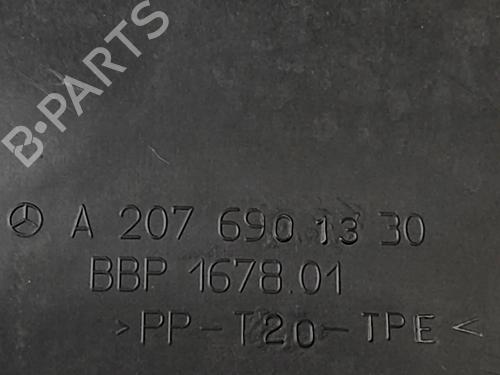 B-PARTS
A 207 690 13 30
BBP 1678.01
>PP-T20-TPE<